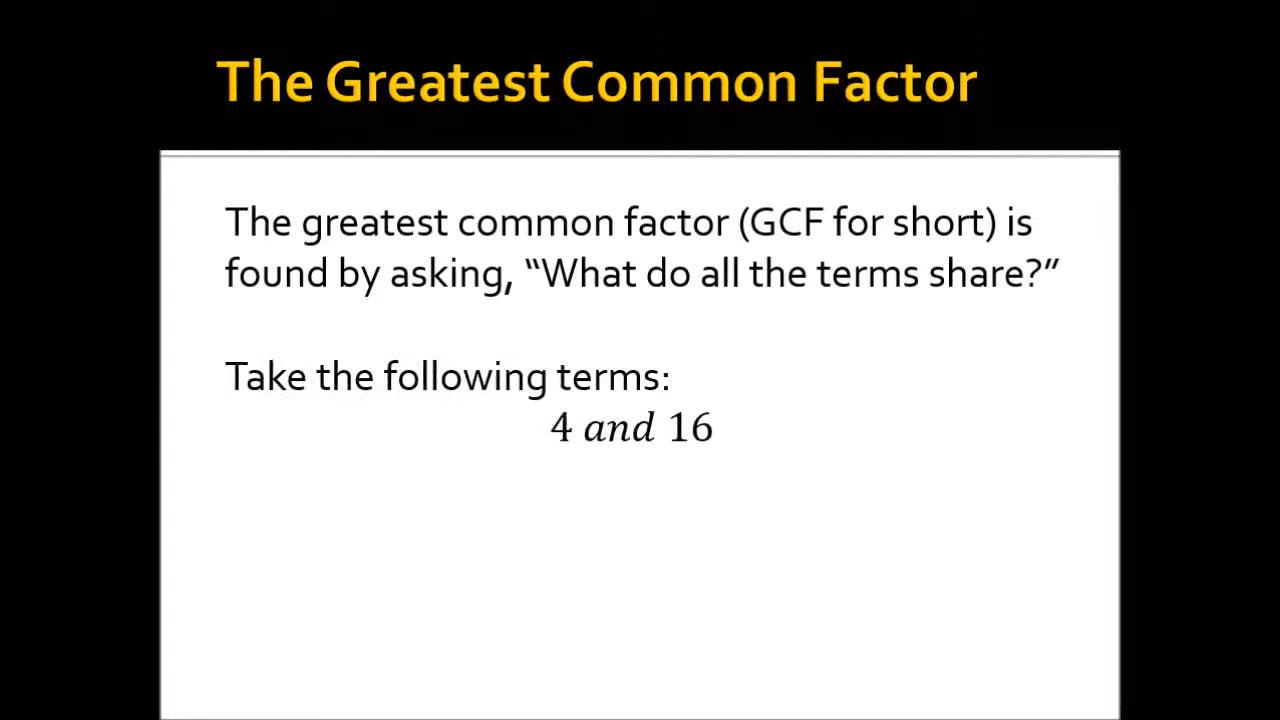 The Greatest Common Factor
The greatest common factor (GCF for short) is
found by asking, “What do all the terms share?”
Take the following terms:
4 and 16